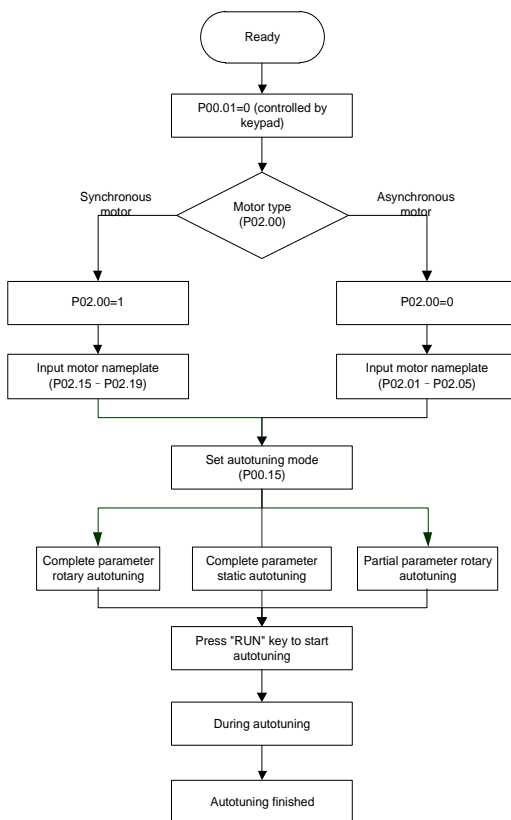 Ready
P00.01=0 (controlled by
keypad)
Synchronous
motor
Motor type
(P02.00)
Asynchronous
motor
P02.00=1
P02.00=0
Input motor nameplate
(P02.15﹣P02.19)
Input motor nameplate
(P02.01﹣P02.05)
Set autotuning mode
(P00.15)
Complete parameter
rotary autotuning
Complete parameter
static autotuning
Partial parameter rotary
autotuning
Press "RUN" key to start
autotuning
During autotuning
Autotuning finished